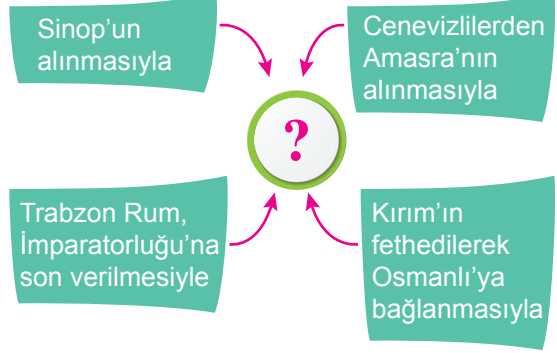 Sinop’un
alınmasıyla
Cenevizlilerden
Amasra’nın
alınmasıyla
?
Trabzon Rum,
İmparatorluğu’na
son verilmesiyle
Kırım’ın
fethedilerek
Osmanlı’ya
bağlanmasıyla